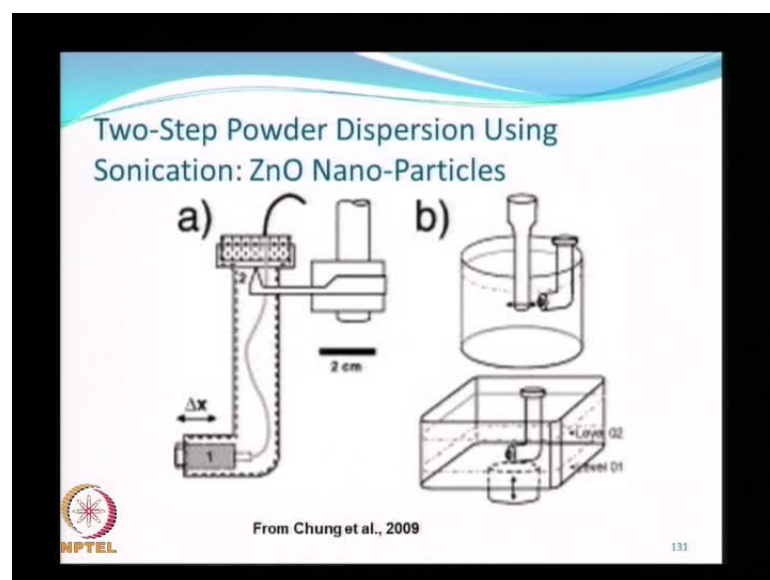 Two-Step Powder Dispersion Using
Sonication: ZnO Nano-Particles
a)
b)
2
2 cm
Δx
1
Level 02
Level 01
From Chung et al., 2009
NPTEL
131